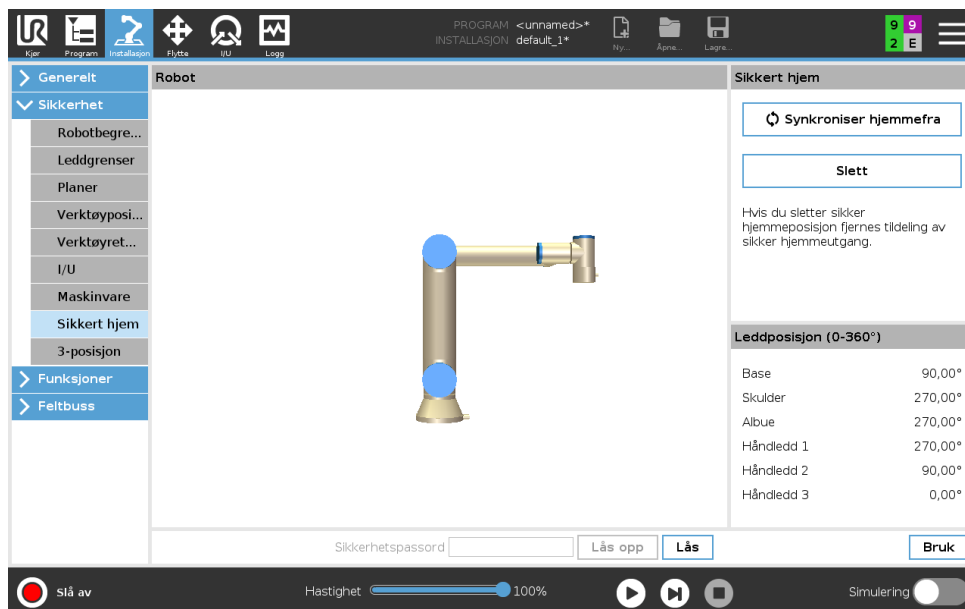 UR
Kjør
Program
Installasjon
Flytte
I/U
Logg
PROGRAM <unnamed>*
INSTALLASJON default_1*
Ny...
Åpne...
Lagre...
9 9
2 E
Generelt
Sikkerhet
Robotbegre...
Leddgrenser
Planer
Verktøyposi...
Verktøyret...
I/U
Maskinvare
Sikkert hjem
3-posisjon
Funksjoner
Feltbuss
Robot
Sikkert hjem
Synkroniser hjemmefra
Slett
Hvis du sletter sikker
hjemmeposisjon fjernes tildeling av
sikker hjemmeutgang.
Leddposisjon (0-360°)
Base 90,00°
Skulder 270,00°
Albue 270,00°
Håndledd 1 270,00°
Håndledd 2 90,00°
Håndledd 3 0,00°
Sikkerhetspassord
Lås opp
Lås
Bruk
Slå av
Hastighet
100%
Simulering